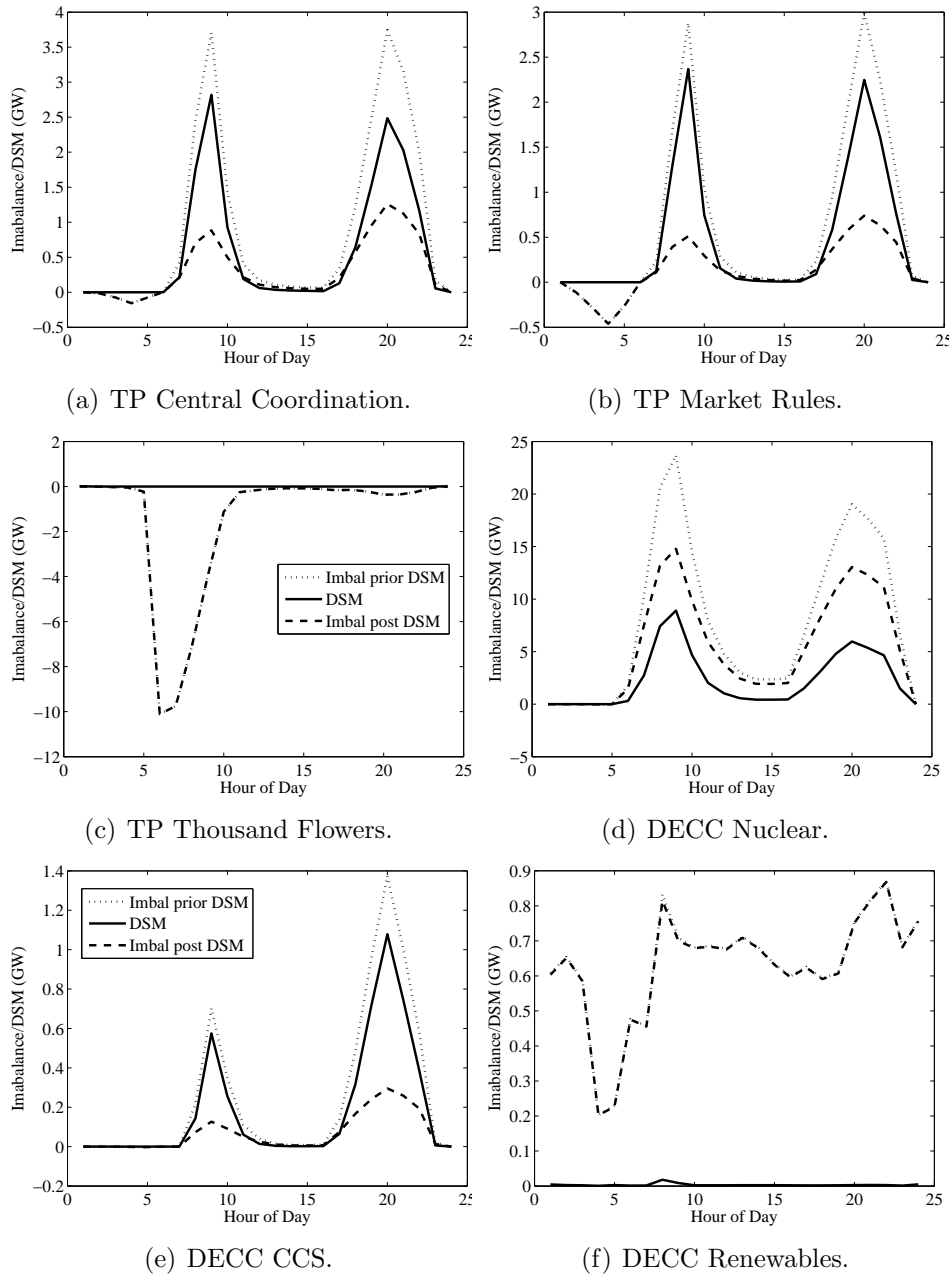 4
3.5
3
2.5
2
1.5
1
0.5
0
−0.5
0 5 10 15 20 25
Imabalance/DSM (GW)
Hour of Day
(a) TP Central Coordination.
3
2.5
2
1.5
1
0.5
0
−0.5
0 5 10 15 20 25
Imabalance/DSM (GW)
Hour of Day
(b) TP Market Rules.
2
0
−2
−4
−6
−8
−10
−12
0 5 10 15 20 25
Imabalance/DSM (GW)
Imbal prior DSM
DSM
Imbal post DSM
Hour of Day
(c) TP Thousand Flowers.
25
20
15
10
5
0
−5
0 5 10 15 20 25
Imabalance/DSM (GW)
Hour of Day
(d) DECC Nuclear.
1.4
1.2
1
0.8
0.6
0.4
0.2
0
−0.2
0 5 10 15 20 25
Imabalance/DSM (GW)
Imbal prior DSM
DSM
Imbal post DSM
Hour of Day
(e) DECC CCS.
0.9
0.8
0.7
0.6
0.5
0.4
0.3
0.2
0.1
0
0 5 10 15 20 25
Imabalance/DSM (GW)
Hour of Day
(f) DECC Renewables.